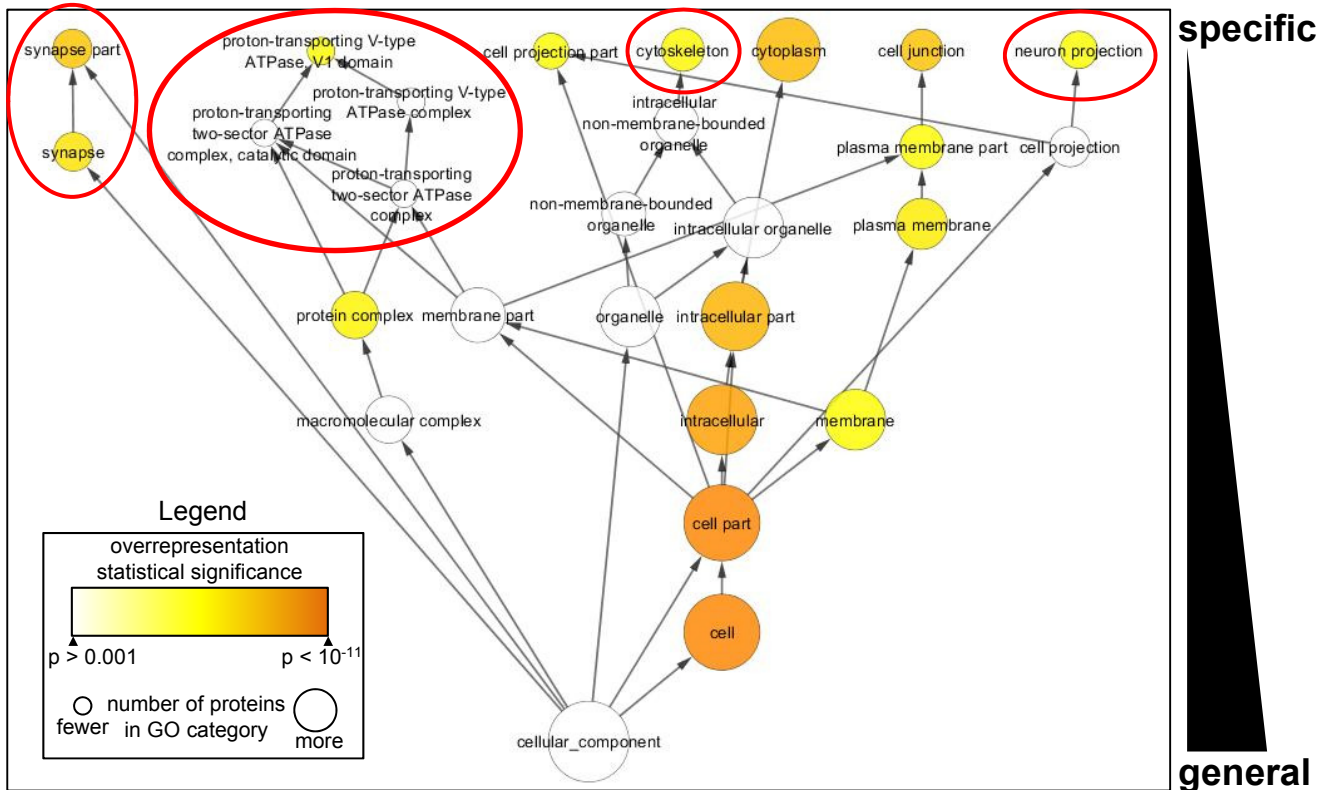 specific
synapse part
proton-transporting V-type
ATPase, V1 domain
cell projection part
cytoskeleton
cytoplasm
cell junction
neuron projection
proton-transporting V-type
ATPase complex
proton-transporting
two-sector ATPase
complex, catalytic domain
intracellular
non-membrane-bounded
organelle
synapse
plasma membrane part
cell projection
proton-transporting
two-sector ATPase
complex
non-membrane-bounded
organelle
intracellular organelle
plasma membrane
protein complex
membrane part
organelle
intracellular part
macromolecular complex
intracellular
membrane
cell part
cell
cellular_component
Legend
overrepresentation
statistical significance
p > 0.001
p < 10-11
number of proteins
in GO category
fewer
more
general